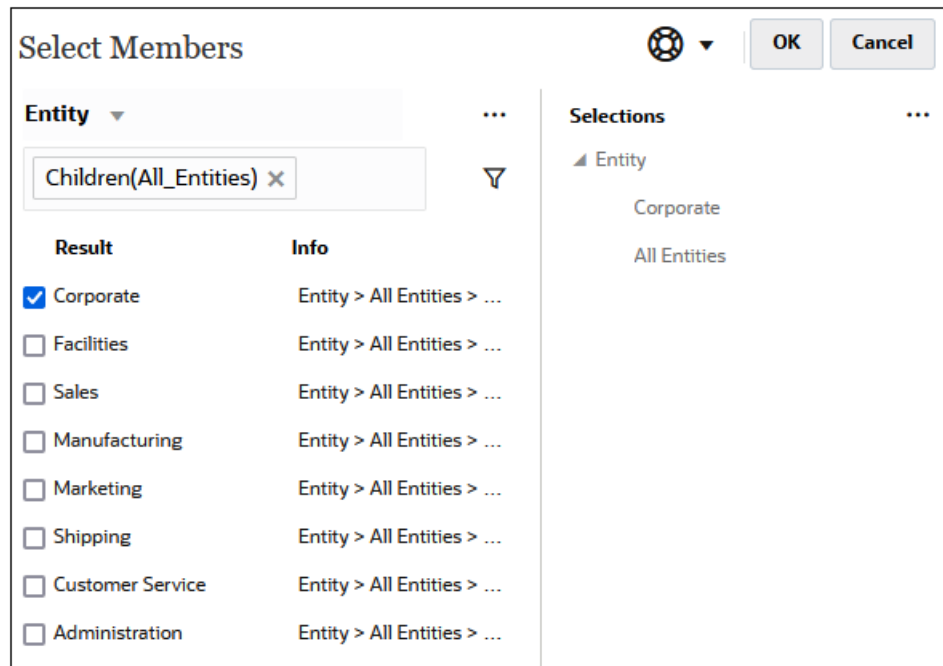 Select Members
OK
Cancel
Entity
...
Children(All_Entities)
Result Info
Corporate Entity > All Entities > ...
Facilities Entity > All Entities > ...
Sales Entity > All Entities > ...
Manufacturing Entity > All Entities > ...
Marketing Entity > All Entities > ...
Shipping Entity > All Entities > ...
Customer Service Entity > All Entities > ...
Administration Entity > All Entities > ...
Selections
...
Entity
Corporate
All Entities